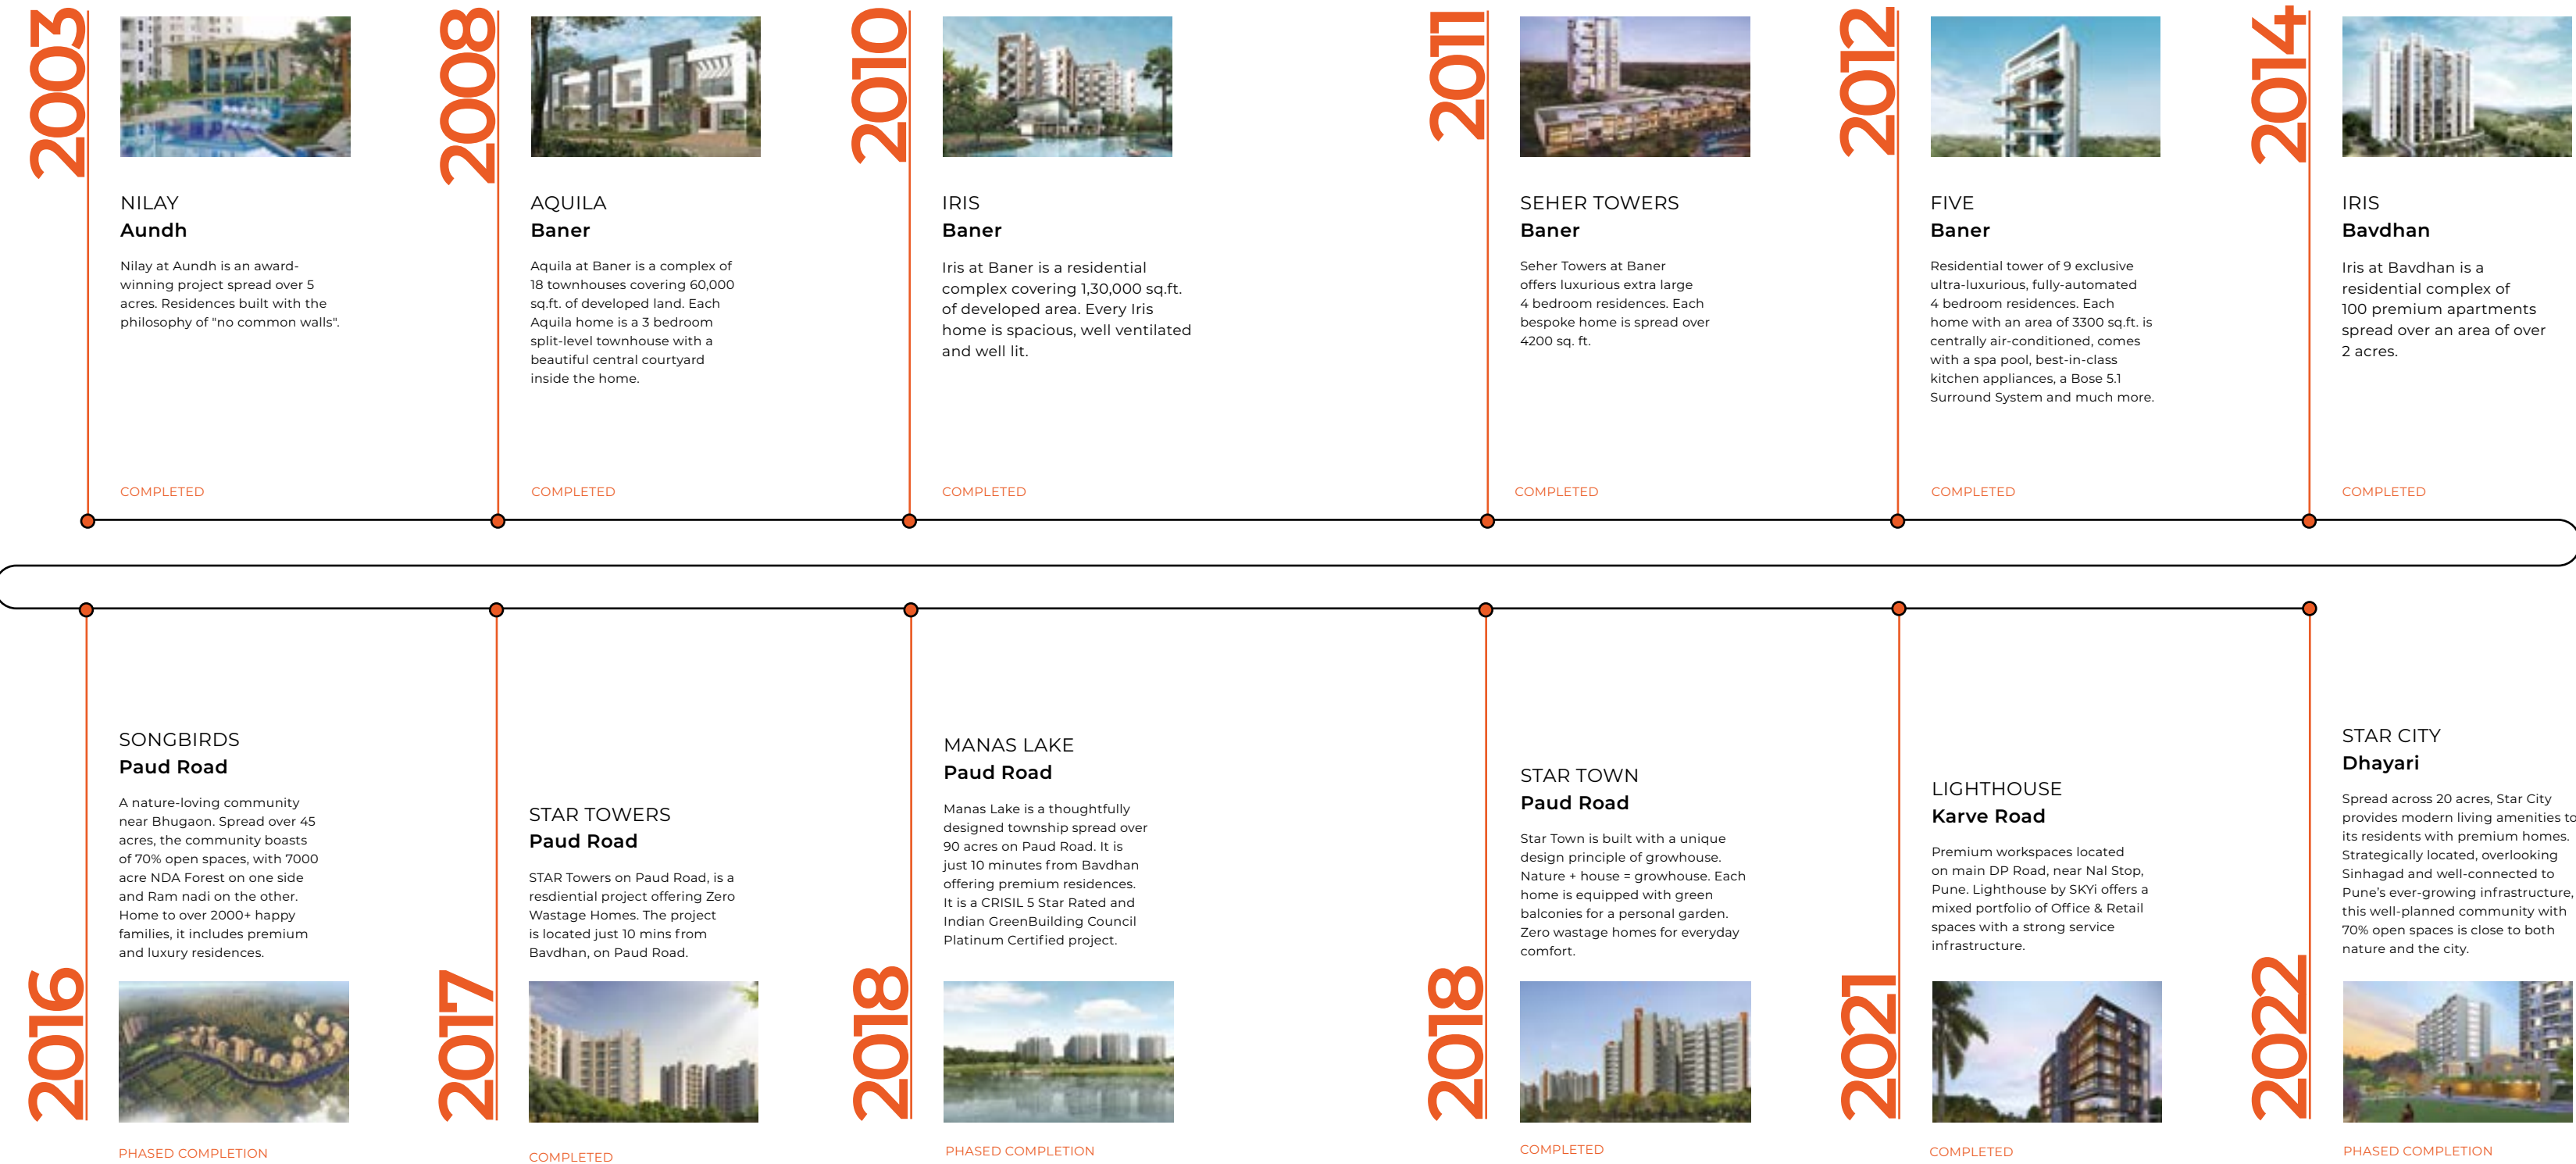 2003
NILAY
Aundh
Nilay at Aundh is an award-
winning project spread over 5
acres. Residences built with the
philosophy of "no common walls".
COMPLETED
2008
AQUILA
Baner
Aquila at Baner is a complex of
18 townhouses covering 60,000
sq.ft. of developed land. Each
Aquila home is a 3 bedroom
split-level townhouse with a
beautiful central courtyard
inside the home.
COMPLETED
2010
IRIS
Baner
Iris at Baner is a residential
complex covering 1,30,000 sq.ft.
of developed area. Every Iris
home is spacious, well ventilated
and well lit.
COMPLETED
2011
SEHER TOWERS
Baner
Seher Towers at Baner
offers luxurious extra large
4 bedroom residences. Each
bespoke home is spread over
4200 sq. ft.
COMPLETED
2012
FIVE
Baner
Residential tower of 9 exclusive
ultra-luxurious, fully-automated
4 bedroom residences. Each
home with an area of 3300 sq.ft. is
centrally air-conditioned, comes
with a spa pool, best-in-class
kitchen appliances, a Bose 5.1
Surround System and much more.
COMPLETED
2014
IRIS
Bavdhan
Iris at Bavdhan is a
residential complex of
100 premium apartments
spread over an area of over
2 acres.
COMPLETED
2016
SONGBIRDS
Paud Road
A nature-loving community
near Bhugaon. Spread over 45
acres, the community boasts
of 70% open spaces, with 7000
acre NDA Forest on one side
and Ram nadi on the other.
Home to over 2000+ happy
families, it includes premium
and luxury residences.
PHASED COMPLETION
2017
STAR TOWERS
Paud Road
STAR Towers on Paud Road, is a
resdiential project offering Zero
Wastage Homes. The project
is located just 10 mins from
Bavdhan, on Paud Road.
COMPLETED
2018
MANAS LAKE
Paud Road
Manas Lake is a thoughtfully
designed township spread over
90 acres on Paud Road. It is
just 10 minutes from Bavdhan
offering premium residences.
It is a CRISIL 5 Star Rated and
Indian GreenBuilding Council
Platinum Certified project.
PHASED COMPLETION
2018
STAR TOWN
Paud Road
Star Town is built with a unique
design principle of growhouse.
Nature + house = growhouse. Each
home is equipped with green
balconies for a personal garden.
Zero wastage homes for everyday
comfort.
COMPLETED
2021
LIGHTHOUSE
Karve Road
Premium workspaces located
on main DP Road, near Nal Stop,
Pune. Lighthouse by SKYi offers a
mixed portfolio of Office & Retail
spaces with a strong service
infrastructure.
COMPLETED
2022
STAR CITY
Dhayari
Spread across 20 acres, Star City
provides modern living amenities to
its residents with premium homes.
Strategically located, overlooking
Sinhagad and well-connected to
Pune's ever-growing infrastructure,
this well-planned community with
70% open spaces is close to both
nature and the city.
PHASED COMPLETION